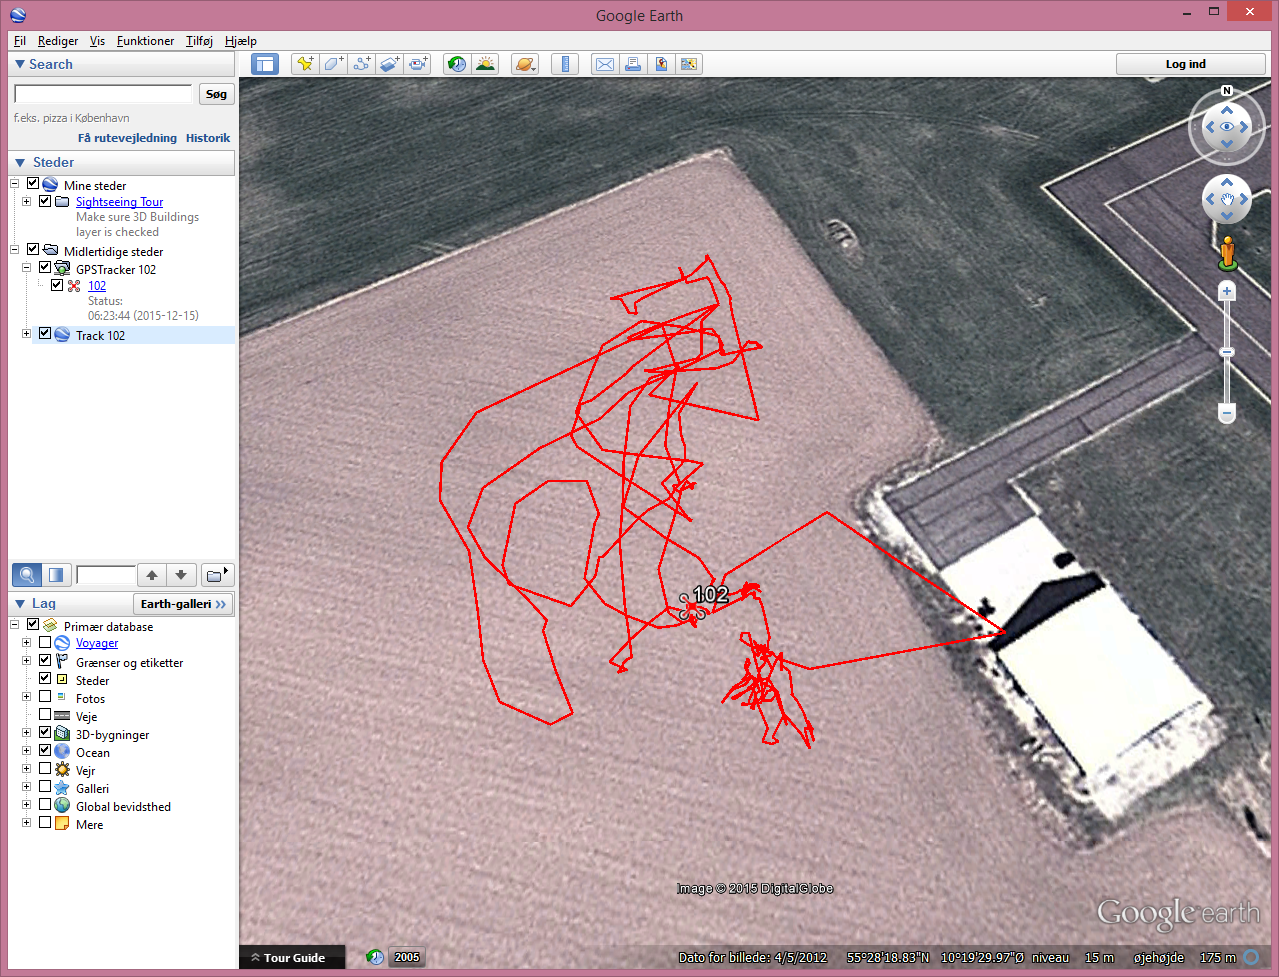 Google Earth
Fil Rediger Vis Funktioner Tilføj Hjælp
Search
Søg
f.eks. pizza i København
Få rutevejledning Historik
Steder
Mine steder
Sightseeing Tour
Make sure 3D Buildings
layer is checked
Midlertidige steder
GPSTracker 102
102
Status:
06:23:44 (2015-12-15)
Track 102
Lag
Earth-galleri >>
Primær database
Voyager
Grænser og etiketter
Steder
Fotos
Veje
3D-bygninger
Ocean
Vejr
Galleri
Global bevidsthed
Mere
Log ind
N
102
Image © 2015 DigitalGlobe
Google earth
Tour Guide
2005
Dato for billede: 4/5/2012 55°28'18.83"N 10°19'29.97"Ø niveau 15 m øjehøjde 175 m